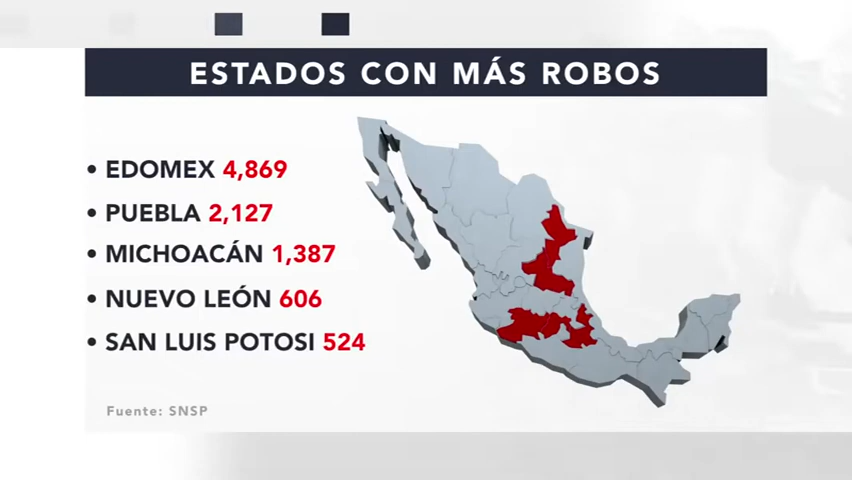 ESTADOS CON MÁS ROBOS
• EDOMEX 4,869
• PUEBLA 2,127
• MICHOACÁN 1,387
• NUEVO LEÓN 606
• SAN LUIS POTOSI 524
Fuente: SNSP